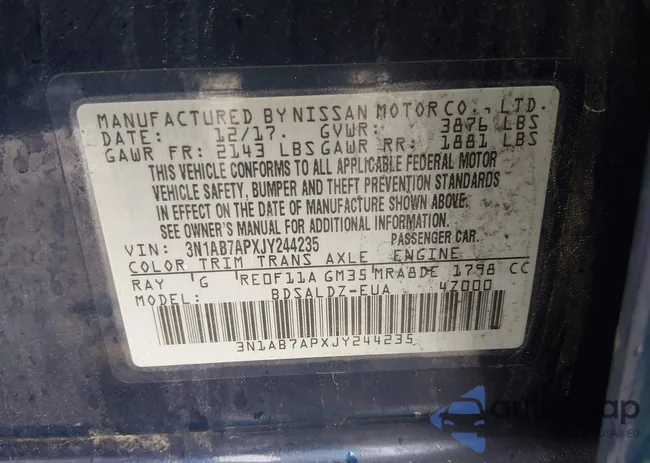 MANUFACTURED BY NISSAN MOTOR CO., LTD.
DATE: 12/17. GVWR: 3876 LBS
GAWR FR: 2143 LBS GAWR RR: 1881 LBS
THIS VEHICLE CONFORMS TO ALL APPLICABLE FEDERAL MOTOR
VEHICLE SAFETY, BUMPER AND THEFT PREVENTION STANDARDS
IN EFFECT ON THE DATE OF MANUFACTURE SHOWN ABOVE.
SEE OWNER'S MANUAL FOR ADDITIONAL INFORMATION.
VIN: 3N1AB7APXJY244235 PASSENGER CAR.
COLOR TRIM TRANS AXLE ENGINE
RAY G RE0F11A GM35 MRA8DE 1798 CC
MODEL: BDSALDZ-EUA 47000
3N1AB7APXJY244235